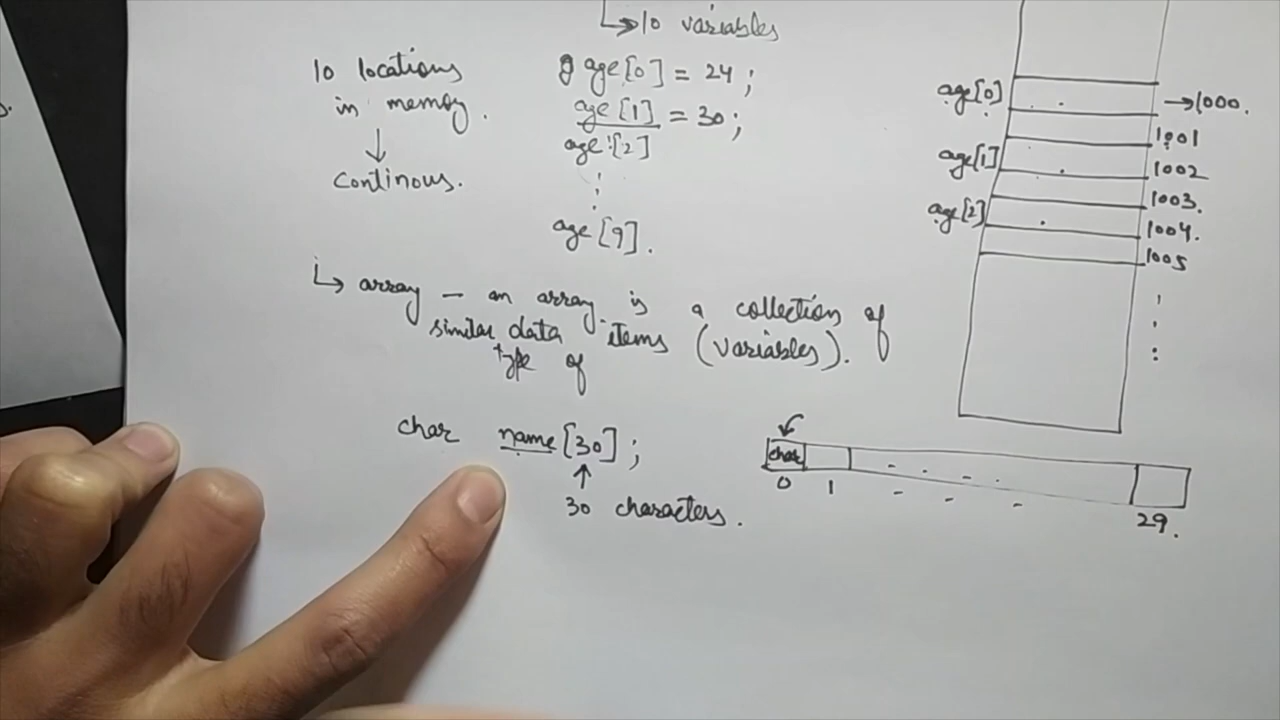 ↳ 10 variables
10 locations
in memory.
↓
continous.
age[0] = 24;
age[1] = 30;
age[2]
⋮
age[9].
↳ array – an array is a collection of
similar data items (variables). of
type of
char name[30];
↑
30 characters.
age[0] → 1000.
1001
age[1] 1002
1003.
age[2] 1004.
1005
⋮
char
0 1 29.
s.